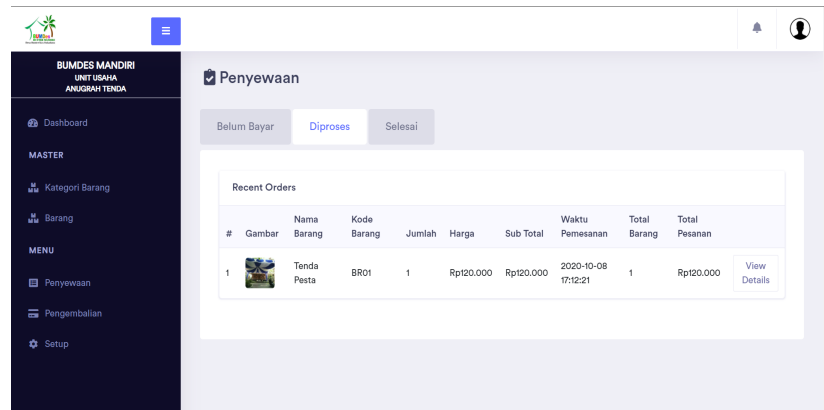 BUMDes
BUMDES MANDIRI
UNIT USAHA
ANUGRAH TENDA
Dashboard
MASTER
Kategori Barang
Barang
MENU
Penyewaan
Pengembalian
Setup
Penyewaan
Belum Bayar Diproses Selesai
Recent Orders
# Gambar Nama Barang Kode Barang Jumlah Harga Sub Total Waktu Pemesanan Total Barang Total Pesanan
1 Tenda Pesta BR01 1 Rp120.000 Rp120.000 2020-10-08 17:12:21 1 Rp120.000 View Details